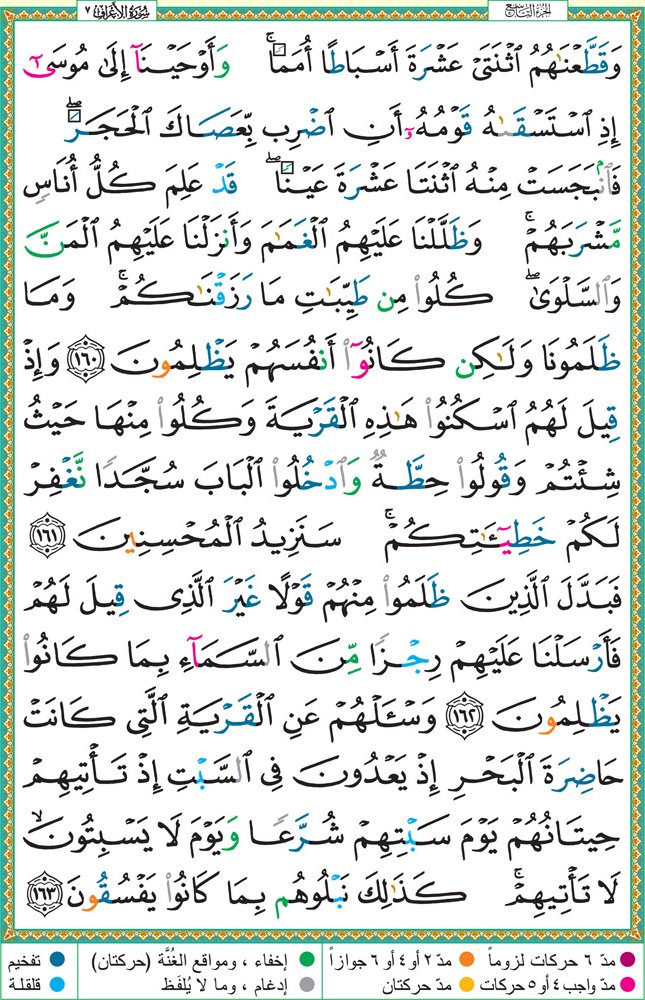 الجزء التاسع سورة الأعراف ٧
وَقَطَّعْنَـٰهُمُ ٱثْنَتَىْ عَشْرَةَ أَسْبَاطًا أُمَمًا ۚ وَأَوْحَيْنَآ إِلَىٰ مُوسَىٰٓ
إِذِ ٱسْتَسْقَىٰهُ قَوْمُهُۥٓ أَنِ ٱضْرِب بِّعَصَاكَ ٱلْحَجَرَ ۖ
فَٱنۢبَجَسَتْ مِنْهُ ٱثْنَتَا عَشْرَةَ عَيْنًا ۖ قَدْ عَلِمَ كُلُّ أُنَاسٍ
مَّشْرَبَهُمْ ۚ وَظَلَّلْنَا عَلَيْهِمُ ٱلْغَمَـٰمَ وَأَنزَلْنَا عَلَيْهِمُ ٱلْمَنَّ
وَٱلسَّلْوَىٰ ۖ كُلُوا۟ مِن طَيِّبَـٰتِ مَا رَزَقْنَـٰكُمْ ۚ وَمَا
ظَلَمُونَا وَلَـٰكِن كَانُوٓا۟ أَنفُسَهُمْ يَظْلِمُونَ ١٦٠ وَإِذْ
قِيلَ لَهُمُ ٱسْكُنُوا۟ هَـٰذِهِ ٱلْقَرْيَةَ وَكُلُوا۟ مِنْهَا حَيْثُ
شِئْتُمْ وَقُولُوا۟ حِطَّةٌ وَٱدْخُلُوا۟ ٱلْبَابَ سُجَّدًا نَّغْفِرْ
لَكُمْ خَطِيٓـَٔـٰتِكُمْ ۚ سَنَزِيدُ ٱلْمُحْسِنِينَ ١٦١
فَبَدَّلَ ٱلَّذِينَ ظَلَمُوا۟ مِنْهُمْ قَوْلًا غَيْرَ ٱلَّذِى قِيلَ لَهُمْ
فَأَرْسَلْنَا عَلَيْهِمْ رِجْزًا مِّنَ ٱلسَّمَآءِ بِمَا كَانُوا۟
يَظْلِمُونَ ١٦٢ وَسْـَٔلْهُمْ عَنِ ٱلْقَرْيَةِ ٱلَّتِى كَانَتْ
حَاضِرَةَ ٱلْبَحْرِ إِذْ يَعْدُونَ فِى ٱلسَّبْتِ إِذْ تَأْتِيهِمْ
حِيتَانُهُمْ يَوْمَ سَبْتِهِمْ شُرَّعًا وَيَوْمَ لَا يَسْبِتُونَ ۙ
لَا تَأْتِيهِمْ ۚ كَذَٰلِكَ نَبْلُوهُم بِمَا كَانُوا۟ يَفْسُقُونَ ١٦٣
مدّ ٦ حركات لزوماً مدّ ٢ أو ٤ أو ٦ جوازاً إخفاء ، ومواقع الغُنَّة (حركتان) تفخيم
مدّ واجب ٤ أو ٥ حركات مدّ حركتان إدغام ، وما لا يُلفَظ قلقلة